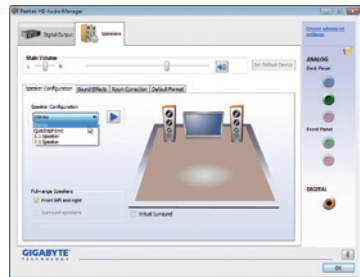 Realtek HD Audio Manager
Digital Output
Speakers
Device advanced settings
Main Volume
L
R
Set Default Device
ANALOG
Back Panel
Speaker Configuration
Sound Effects
Room Correction
Default Format
Speaker Configuration
Stereo
Stereo
Quadraphonic
5.1 Speaker
7.1 Speaker
Front Panel
Full-range Speakers
Front left and right
Surround speakers
Virtual Surround
DIGITAL
GIGABYTE
TECHNOLOGY
OK